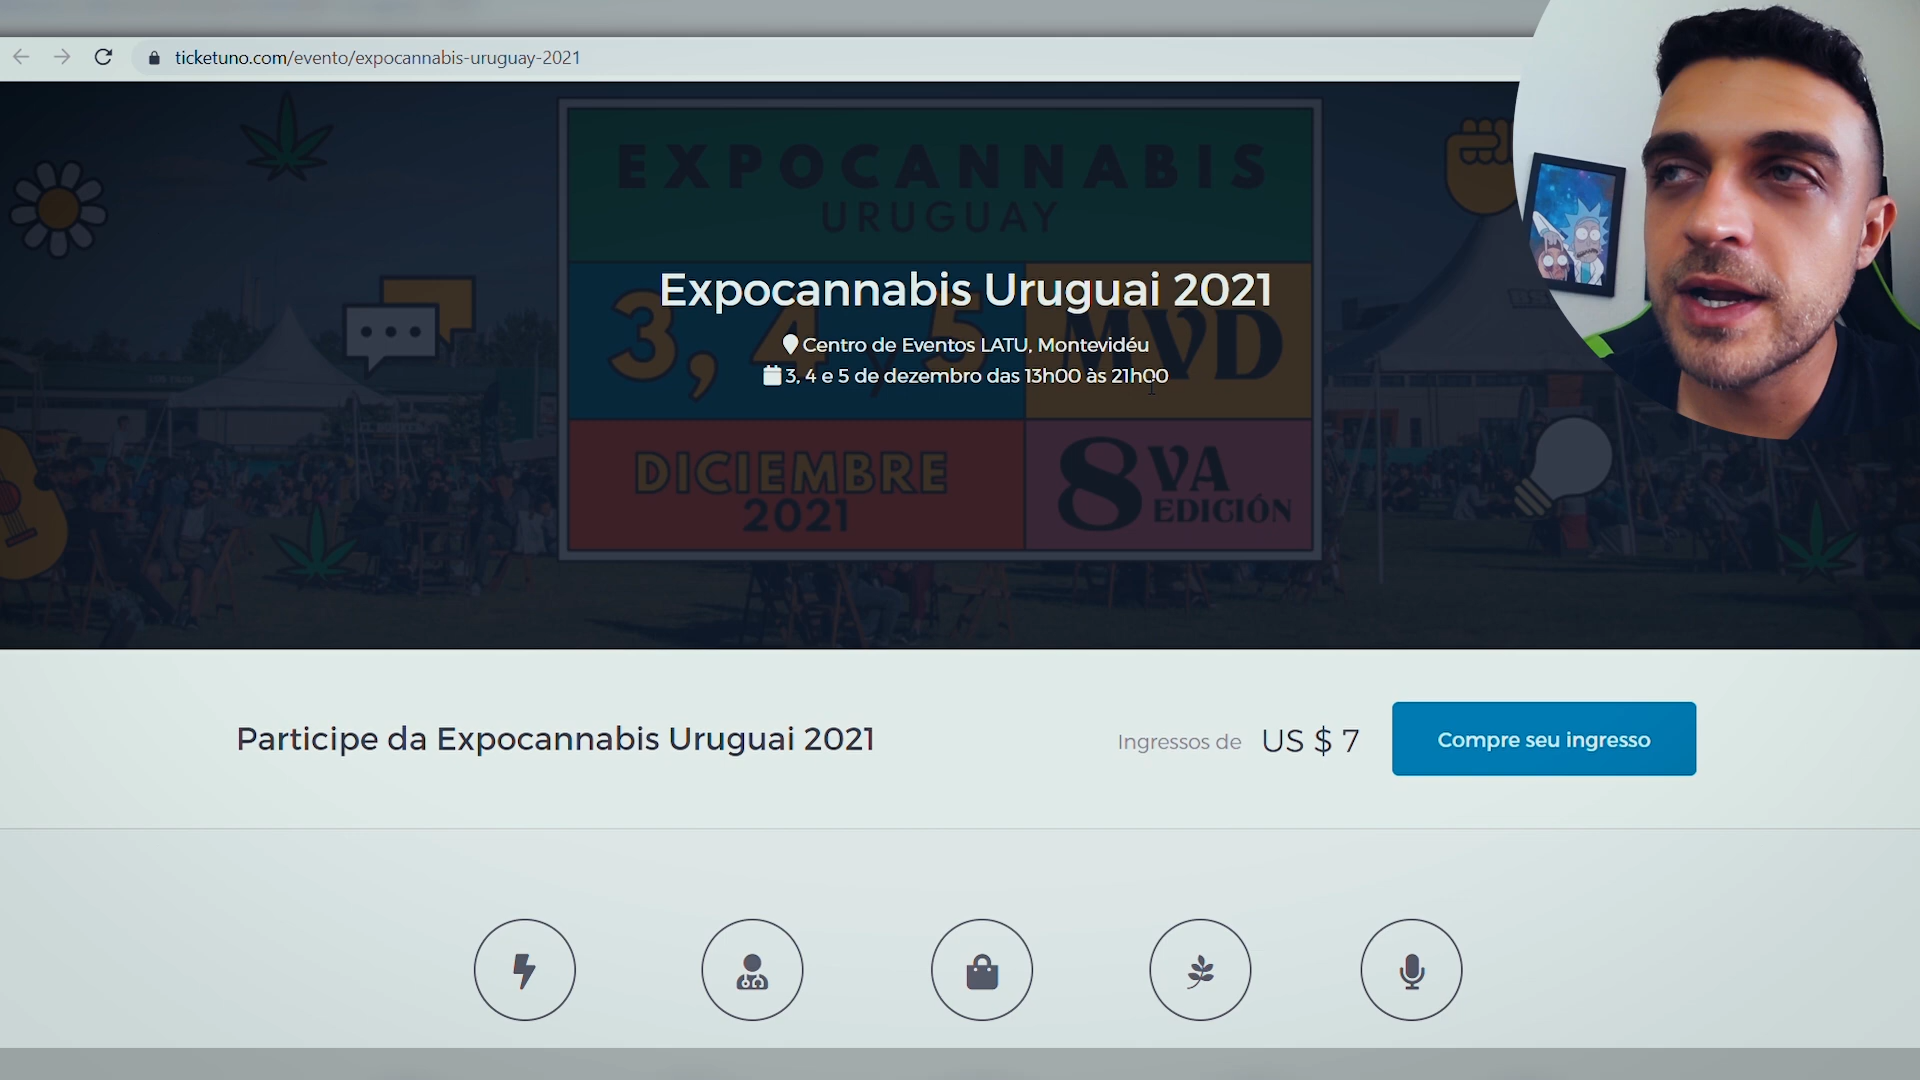 ticketuno.com/evento/expocannabis-uruguay-2021
EXPOCANNABIS
URUGUAY
Expocannabis Uruguai 2021
3, 4 y 5 MVD
Centro de Eventos LATU, Montevidéu
3, 4 e 5 de dezembro das 13h00 às 21h00
DICIEMBRE
2021
8 VA
EDICIÓN
Participe da Expocannabis Uruguai 2021
Ingressos de US $ 7
Compre seu ingresso